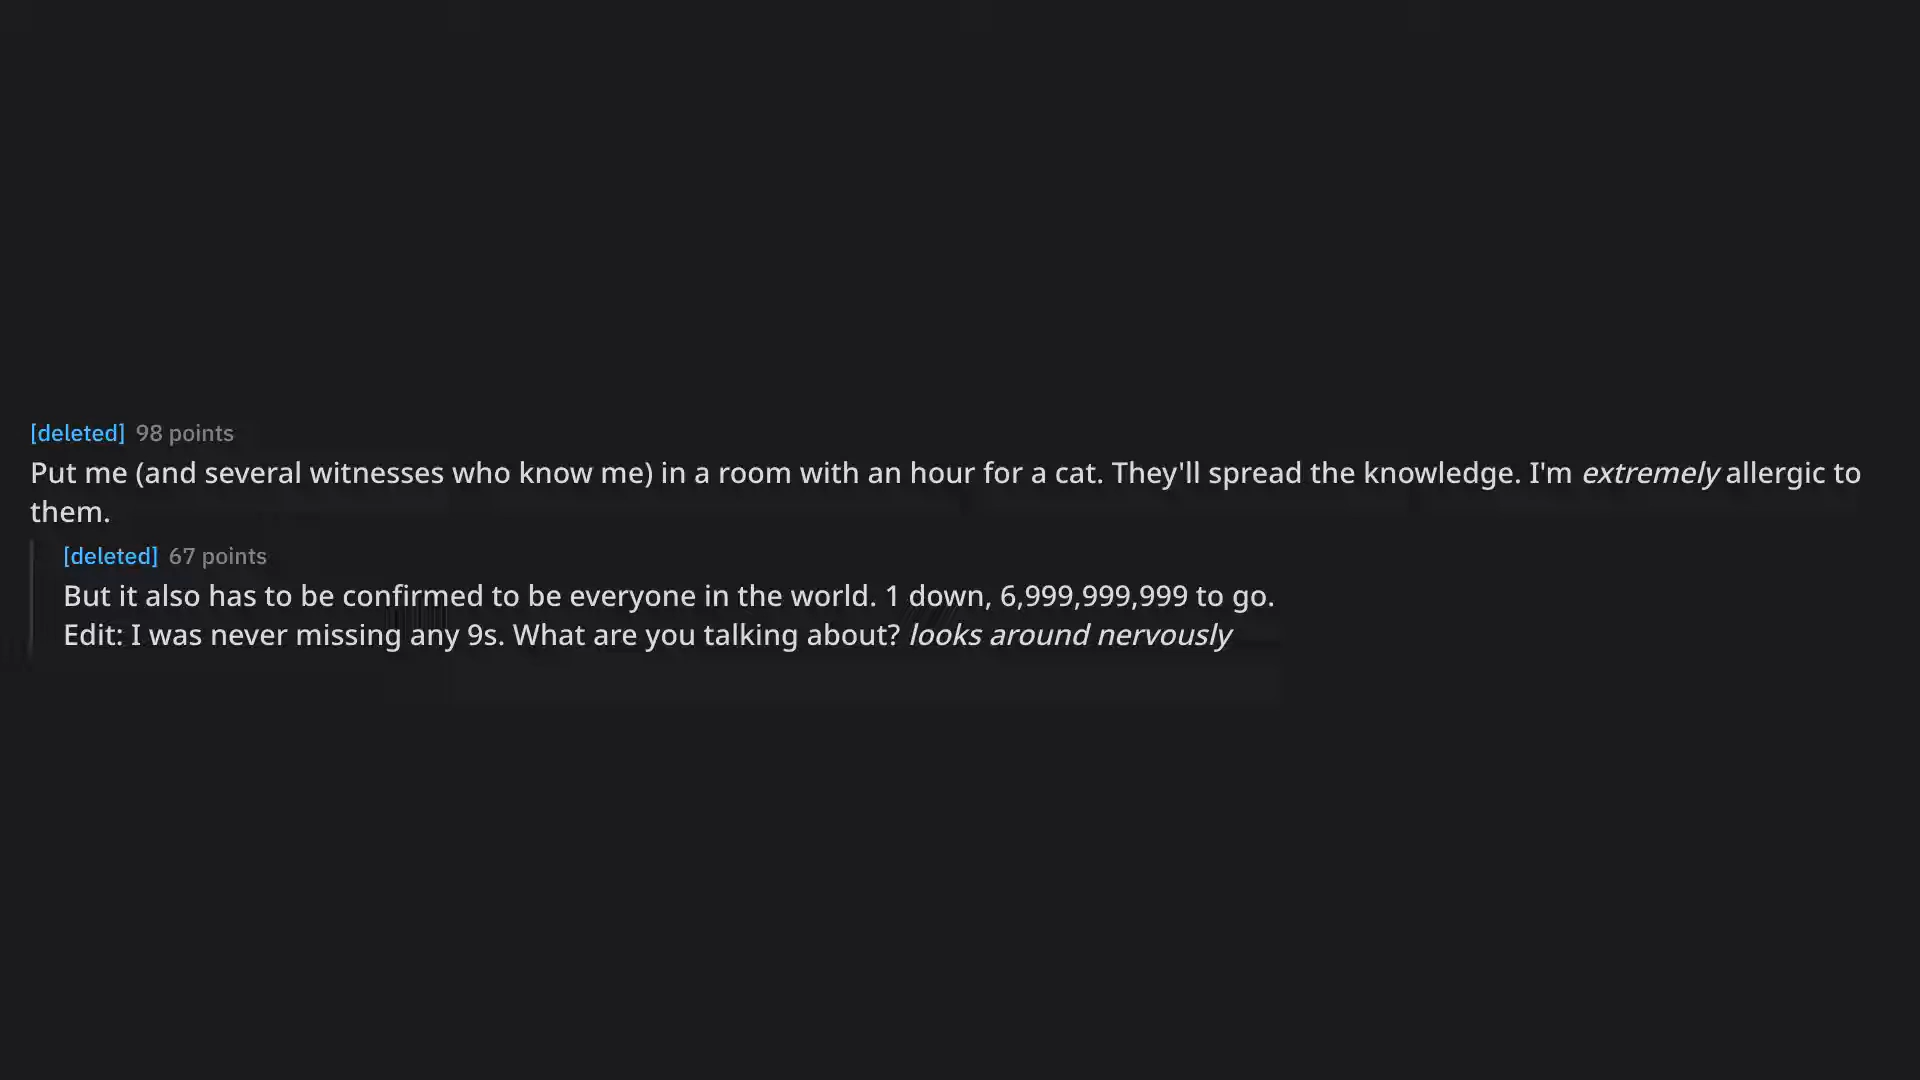 [deleted] 98 points
Put me (and several witnesses who know me) in a room with an hour for a cat. They'll spread the knowledge. I'm extremely allergic to
them.
[deleted] 67 points
But it also has to be confirmed to be everyone in the world. 1 down, 6,999,999,999 to go.
Edit: I was never missing any 9s. What are you talking about? looks around nervously